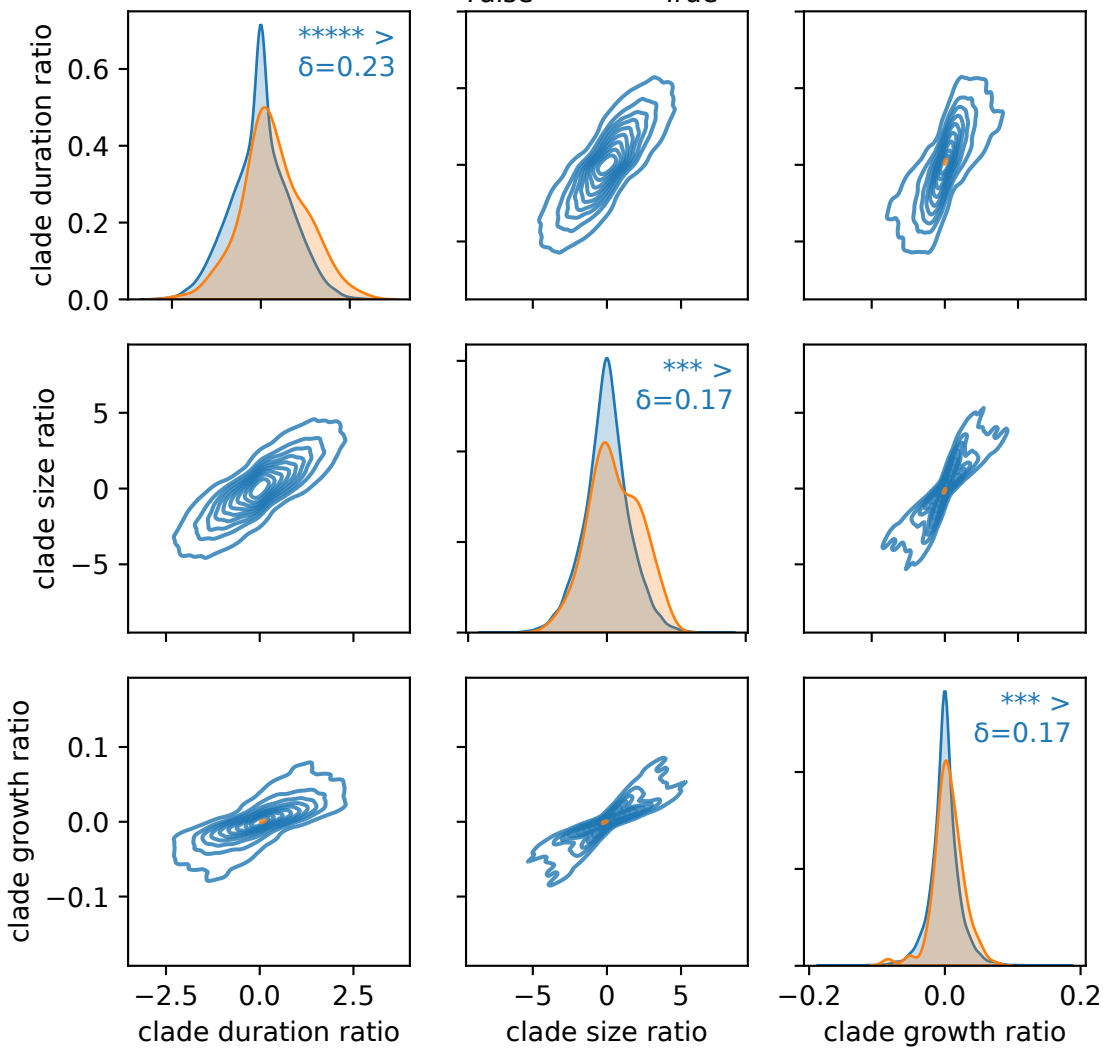 clade duration ratio
0.6
0.4
0.2
0.0
***** >
δ=0.23
clade size ratio
5
0
−5
*** >
δ=0.17
clade growth ratio
0.1
0.0
−0.1
*** >
δ=0.17
−2.5 0.0 2.5
−5 0 5
−0.2 0.0 0.2
clade duration ratio
clade size ratio
clade growth ratio